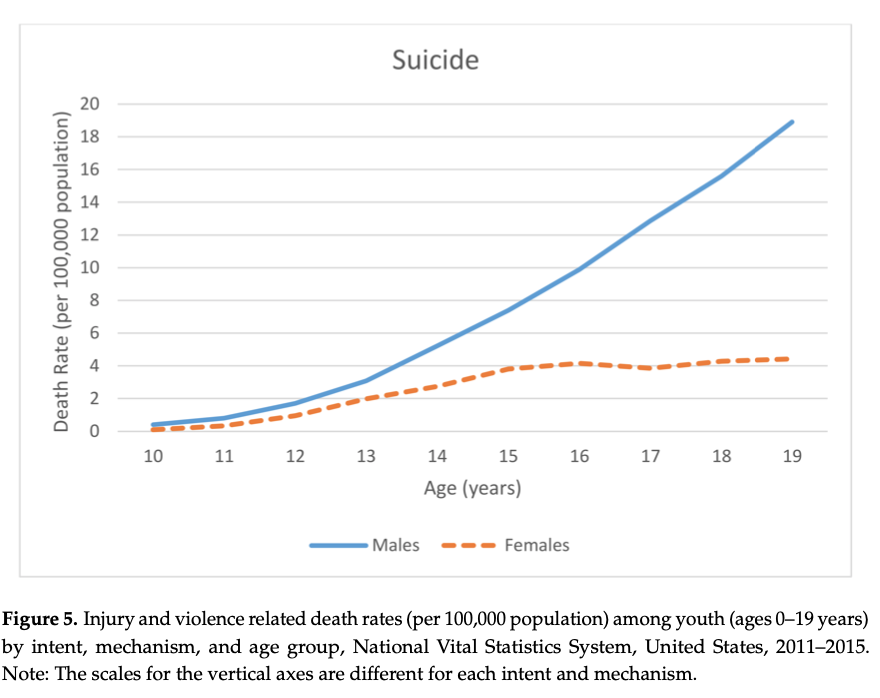 Suicide
Death Rate (per 100,000 population)
20
18
16
14
12
10
8
6
4
2
0
10 11 12 13 14 15 16 17 18 19
Age (years)
Males Females
Figure 5. Injury and violence related death rates (per 100,000 population) among youth (ages 0–19 years)
by intent, mechanism, and age group, National Vital Statistics System, United States, 2011–2015.
Note: The scales for the vertical axes are different for each intent and mechanism.